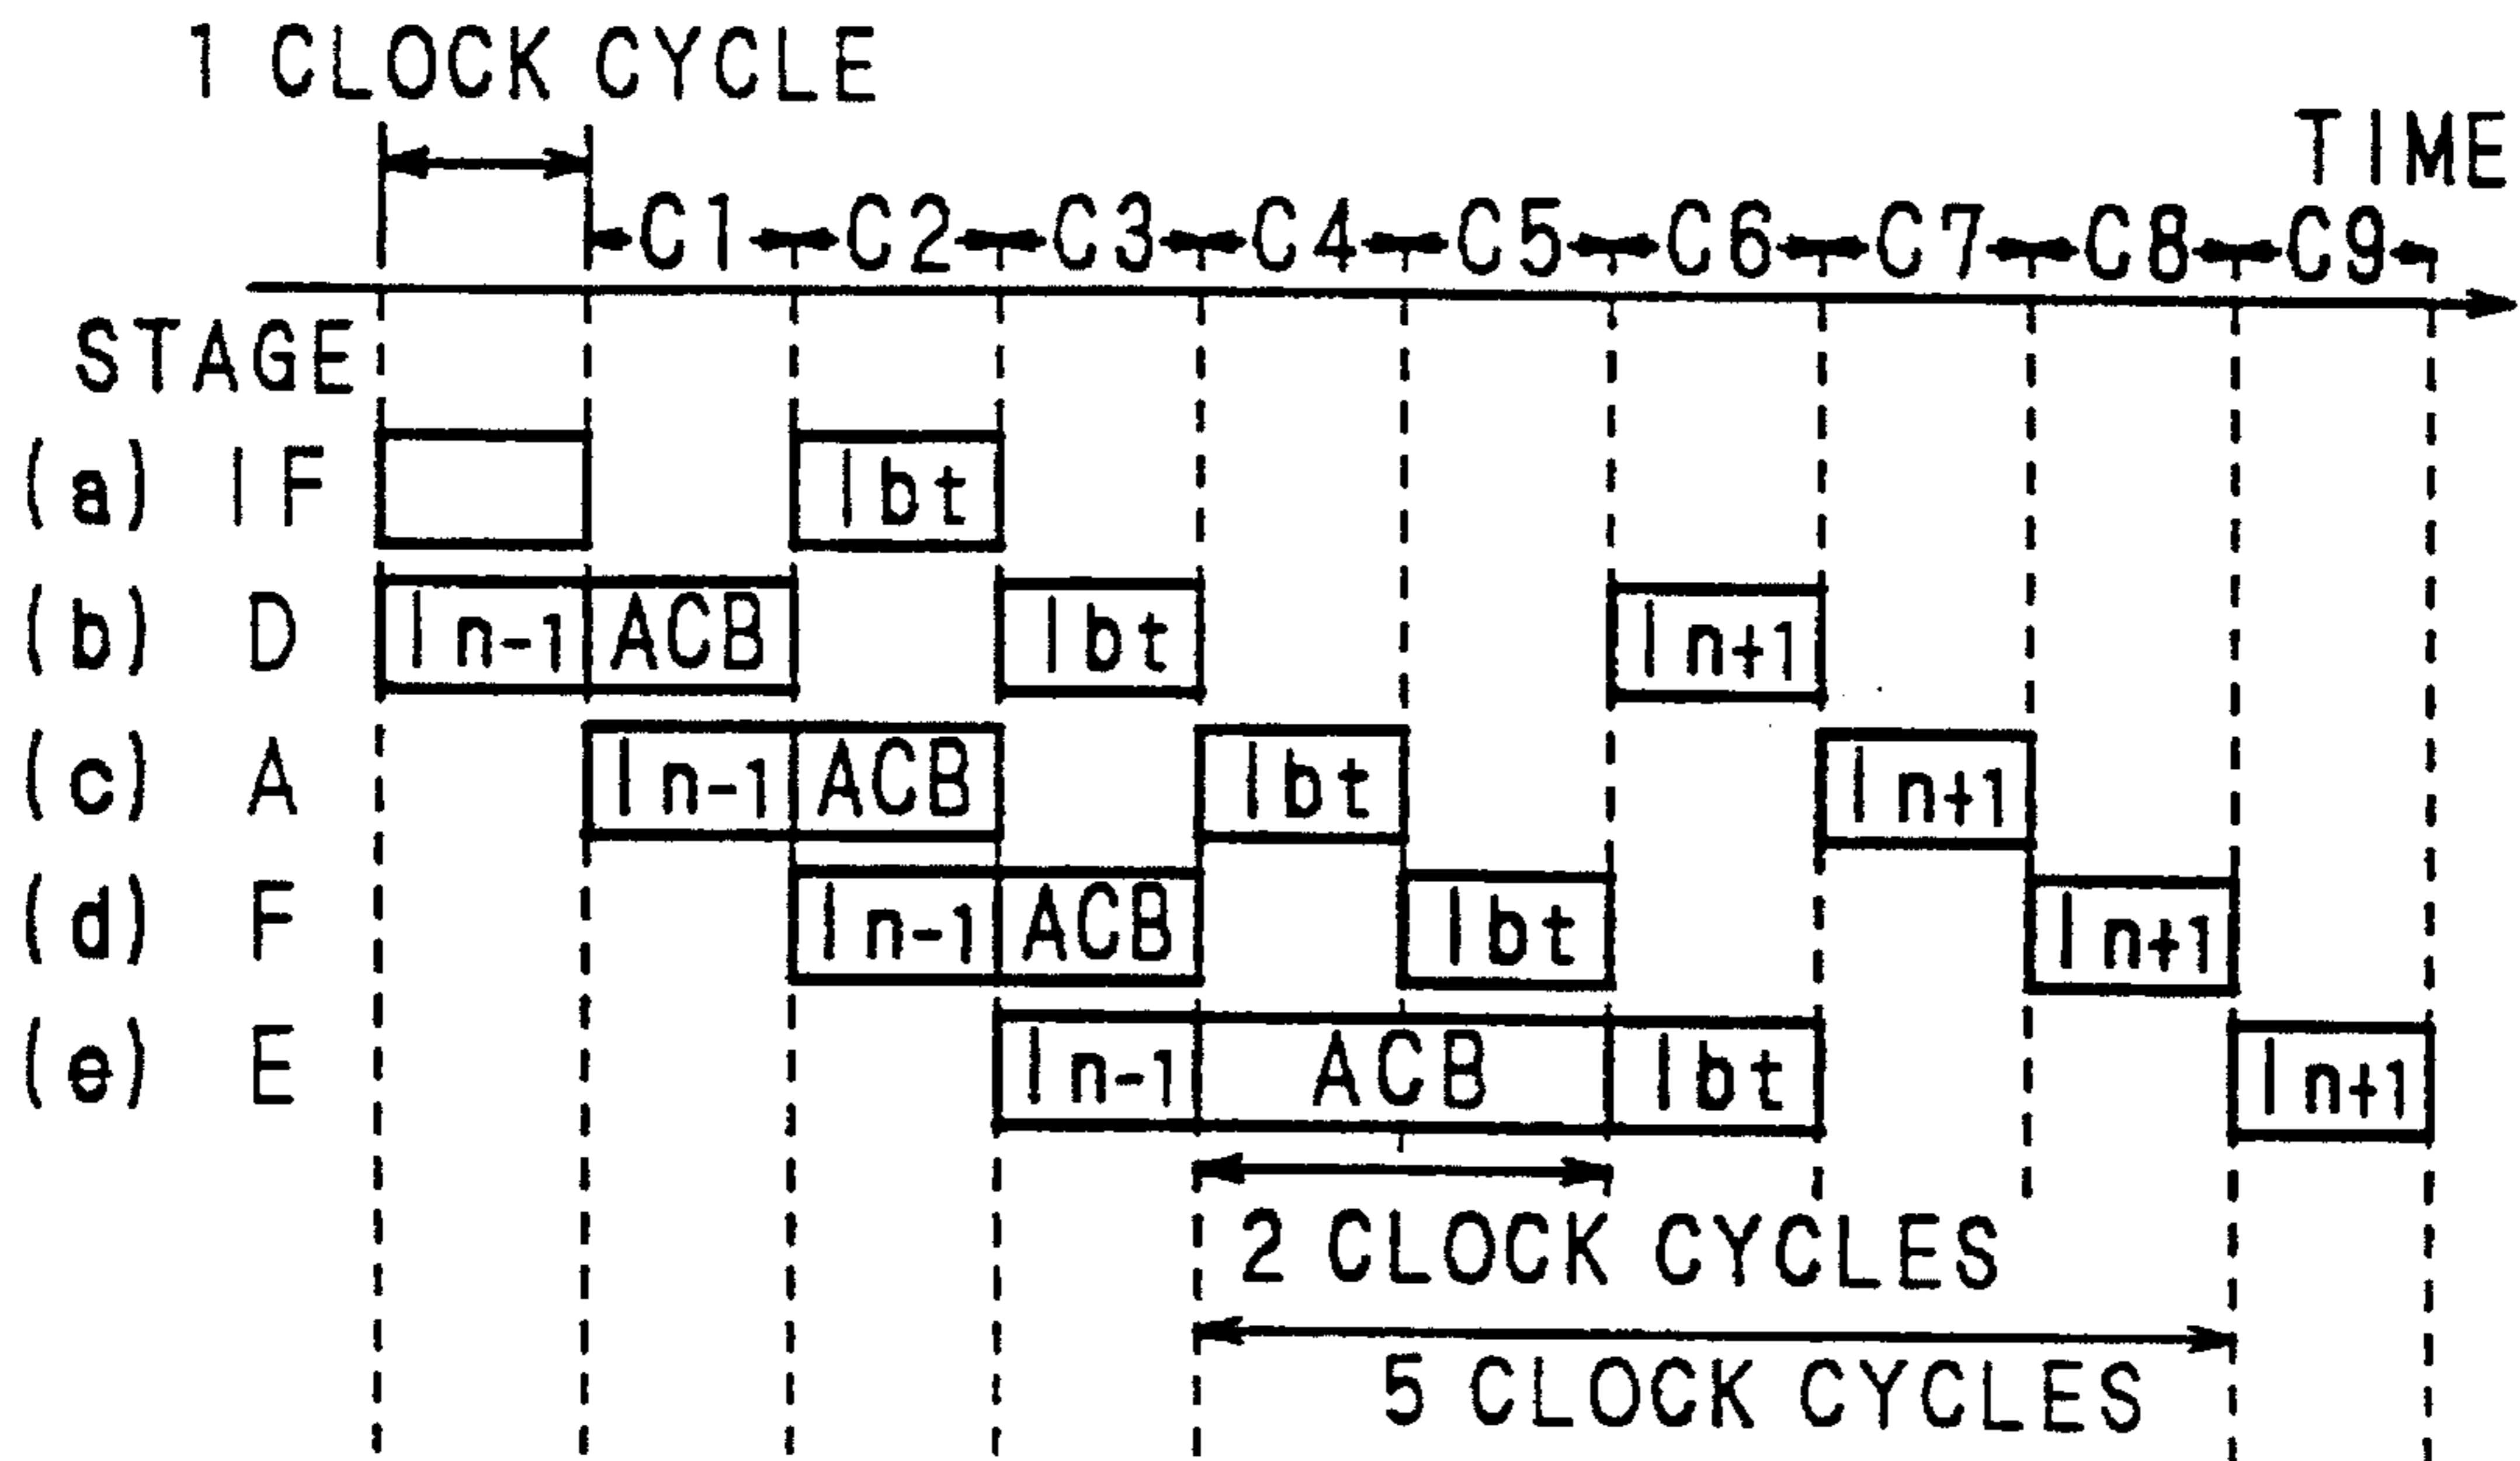 1 CLOCK CYCLE
TIME
C1 C2 C3 C4 C5 C6 C7 C8 C9
STAGE
(a) IF Ibt
(b) D In-1 ACB Ibt In+1
(c) A In-1 ACB Ibt In+1
(d) F In-1 ACB Ibt In+1
(e) E In-1 ACB Ibt In+1
2 CLOCK CYCLES
5 CLOCK CYCLES